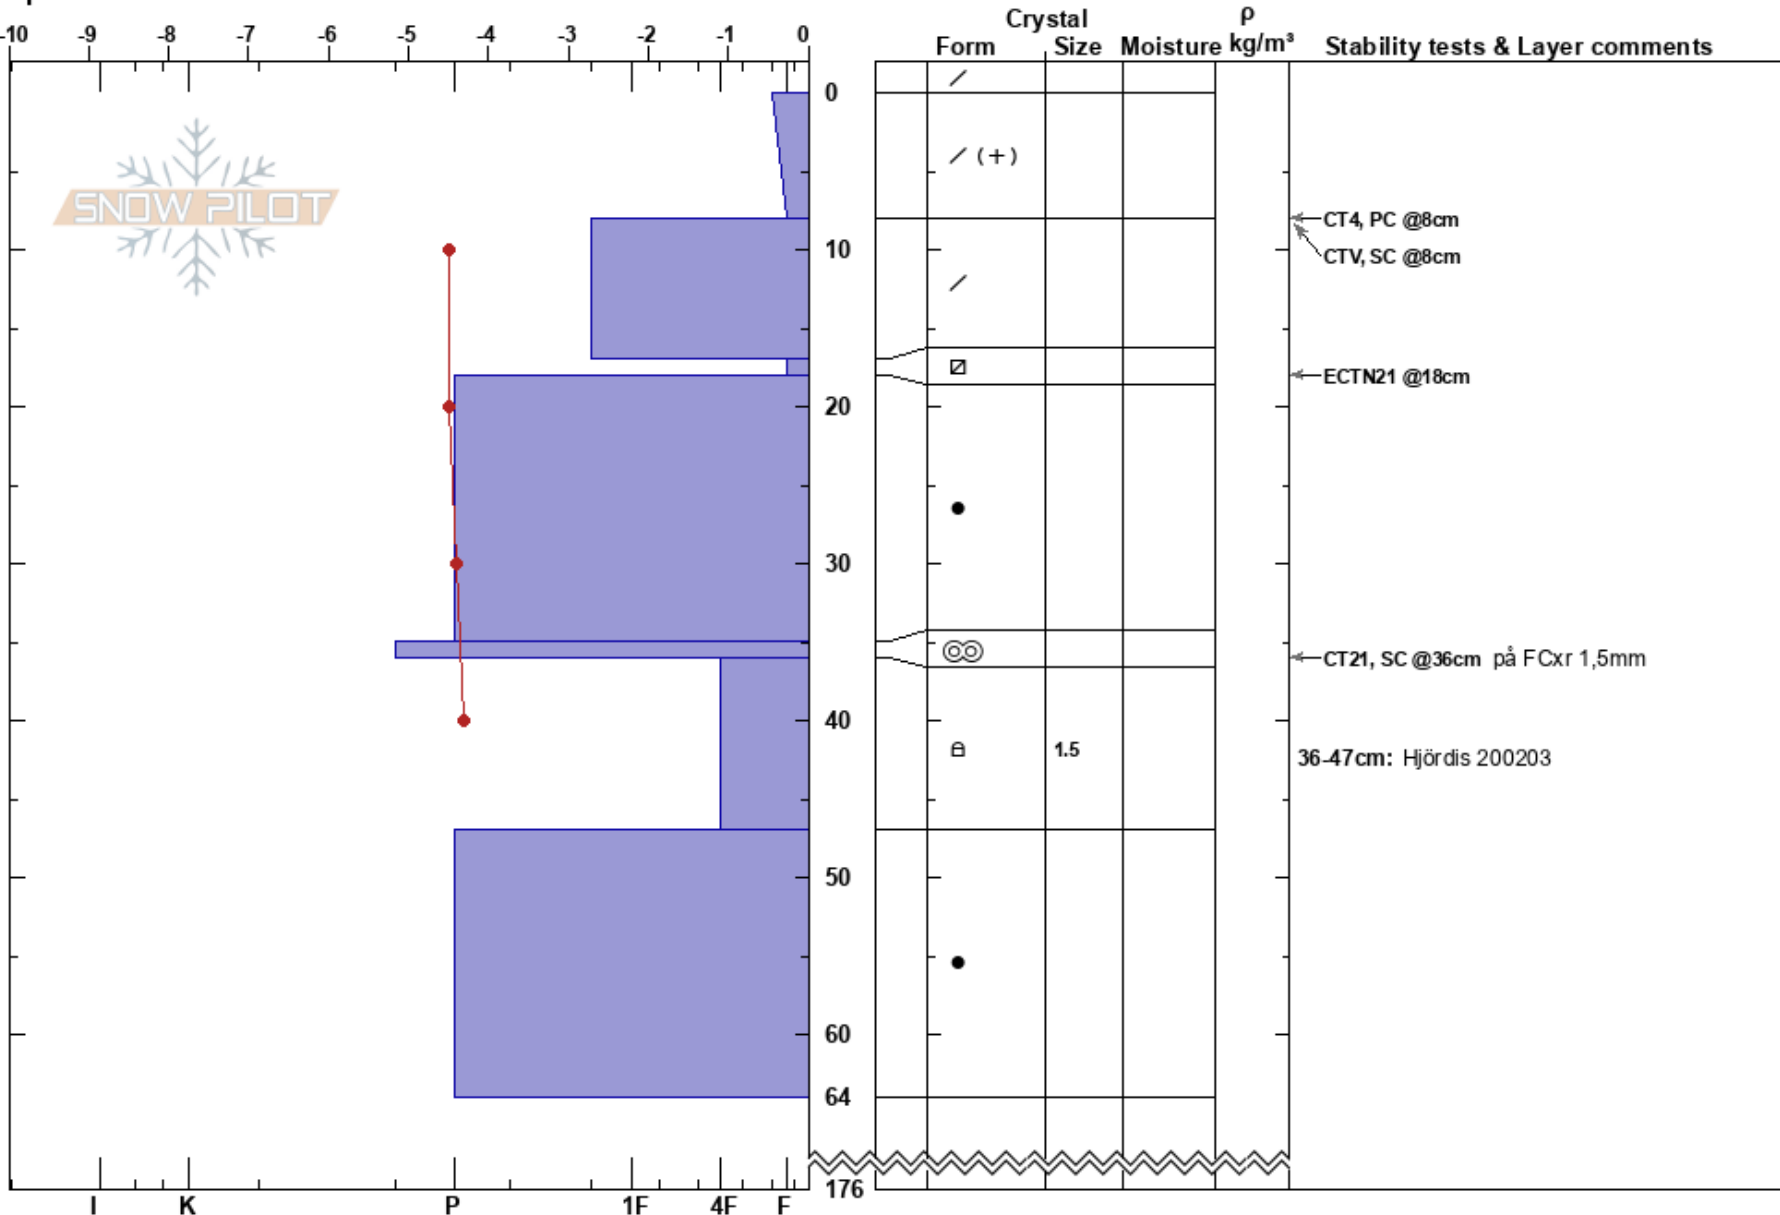 -10 -9 -8 -7 -6 -5 -4 -3 -2 -1 0
Crystal
ρ
Form Size Moisture kg/m³ Stability tests & Layer comments
0
(+)
SNOW PILOT
CT4, PC @8cm
10
CTV, SC @8cm
ECTN21 @18cm
20
30
CT21, SC @36cm på FCxr 1,5mm
40
1.5
36-47cm: Hjördis 200203
50
60
64
176
I K P 1F 4F F